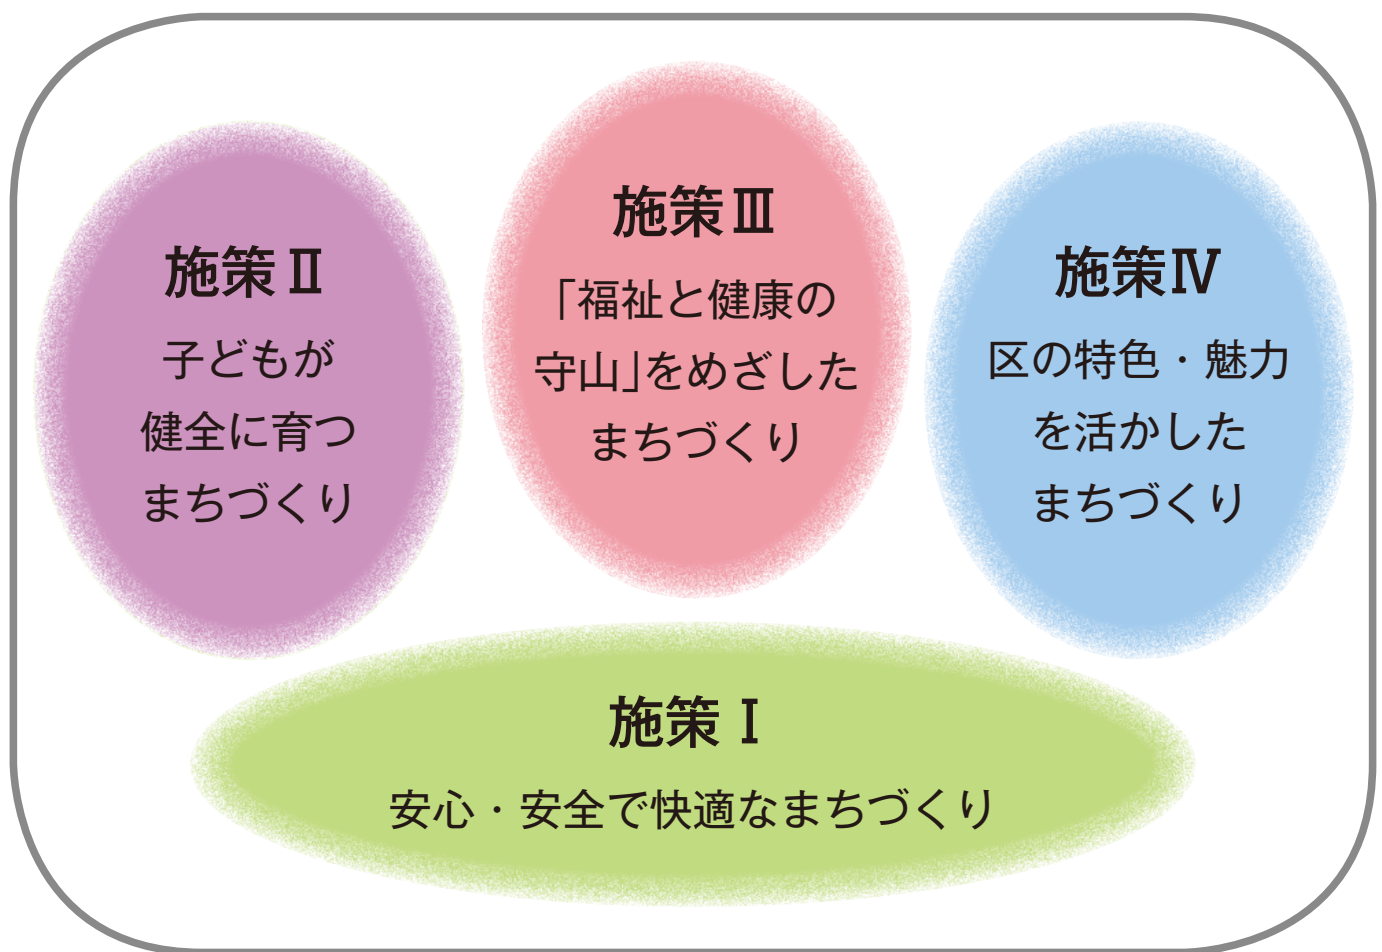 施策Ⅲ
「福祉と健康の
守山」をめざした
まちづくり
施策Ⅱ
子どもが
健全に育つ
まちづくり
施策Ⅳ
区の特色・魅力
を活かした
まちづくり
施策Ⅰ
安心・安全で快適なまちづくり